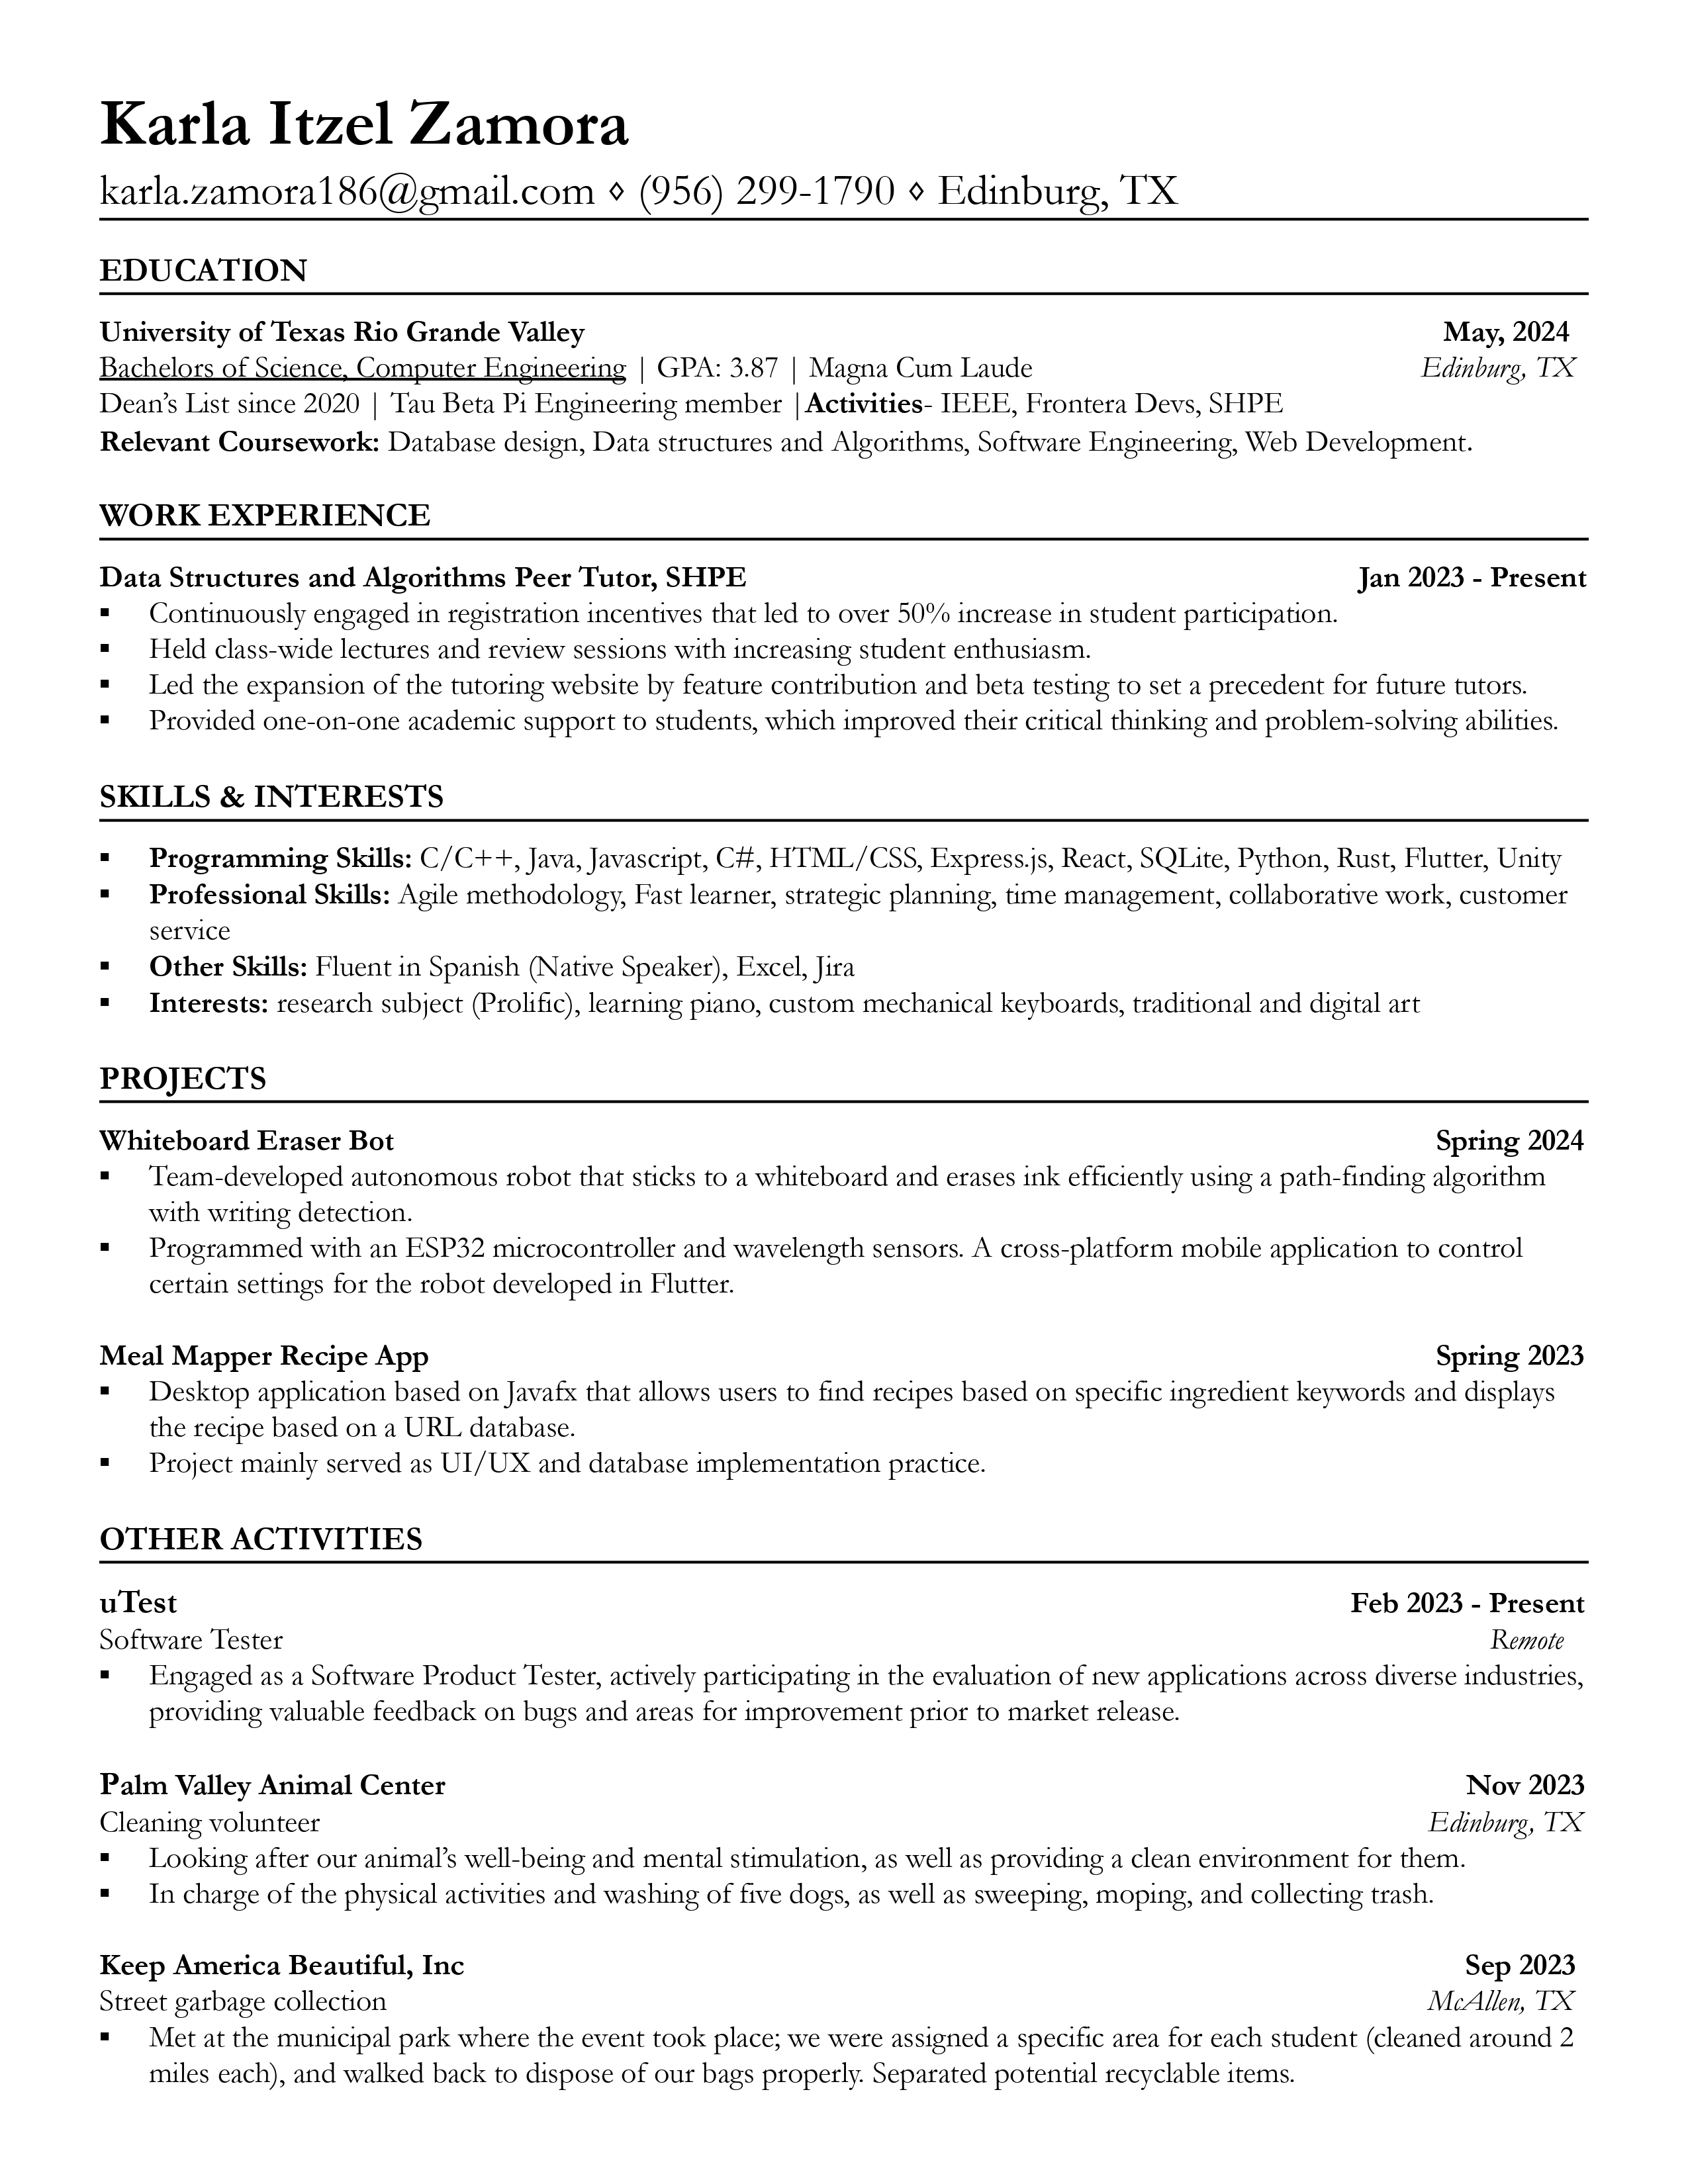 Karla Itzel Zamora
karla.zamora186@gmail.com ⋄ (956) 299-1790 ⋄ Edinburg, TX
EDUCATION
University of Texas Rio Grande Valley May, 2024
Bachelors of Science, Computer Engineering | GPA: 3.87 | Magna Cum Laude Edinburg, TX
Dean’s List since 2020 | Tau Beta Pi Engineering member |Activities- IEEE, Frontera Devs, SHPE
Relevant Coursework: Database design, Data structures and Algorithms, Software Engineering, Web Development.
WORK EXPERIENCE
Data Structures and Algorithms Peer Tutor, SHPE Jan 2023 - Present
▪ Continuously engaged in registration incentives that led to over 50% increase in student participation.
▪ Held class-wide lectures and review sessions with increasing student enthusiasm.
▪ Led the expansion of the tutoring website by feature contribution and beta testing to set a precedent for future tutors.
▪ Provided one-on-one academic support to students, which improved their critical thinking and problem-solving abilities.
SKILLS & INTERESTS
▪ Programming Skills: C/C++, Java, Javascript, C#, HTML/CSS, Express.js, React, SQLite, Python, Rust, Flutter, Unity
▪ Professional Skills: Agile methodology, Fast learner, strategic planning, time management, collaborative work, customer
service
▪ Other Skills: Fluent in Spanish (Native Speaker), Excel, Jira
▪ Interests: research subject (Prolific), learning piano, custom mechanical keyboards, traditional and digital art
PROJECTS
Whiteboard Eraser Bot Spring 2024
▪ Team-developed autonomous robot that sticks to a whiteboard and erases ink efficiently using a path-finding algorithm
with writing detection.
▪ Programmed with an ESP32 microcontroller and wavelength sensors. A cross-platform mobile application to control
certain settings for the robot developed in Flutter.
Meal Mapper Recipe App Spring 2023
▪ Desktop application based on Javafx that allows users to find recipes based on specific ingredient keywords and displays
the recipe based on a URL database.
▪ Project mainly served as UI/UX and database implementation practice.
OTHER ACTIVITIES
uTest Feb 2023 - Present
Software Tester Remote
▪ Engaged as a Software Product Tester, actively participating in the evaluation of new applications across diverse industries,
providing valuable feedback on bugs and areas for improvement prior to market release.
Palm Valley Animal Center Nov 2023
Cleaning volunteer Edinburg, TX
▪ Looking after our animal’s well-being and mental stimulation, as well as providing a clean environment for them.
▪ In charge of the physical activities and washing of five dogs, as well as sweeping, moping, and collecting trash.
Keep America Beautiful, Inc Sep 2023
Street garbage collection McAllen, TX
▪ Met at the municipal park where the event took place; we were assigned a specific area for each student (cleaned around 2
miles each), and walked back to dispose of our bags properly. Separated potential recyclable items.